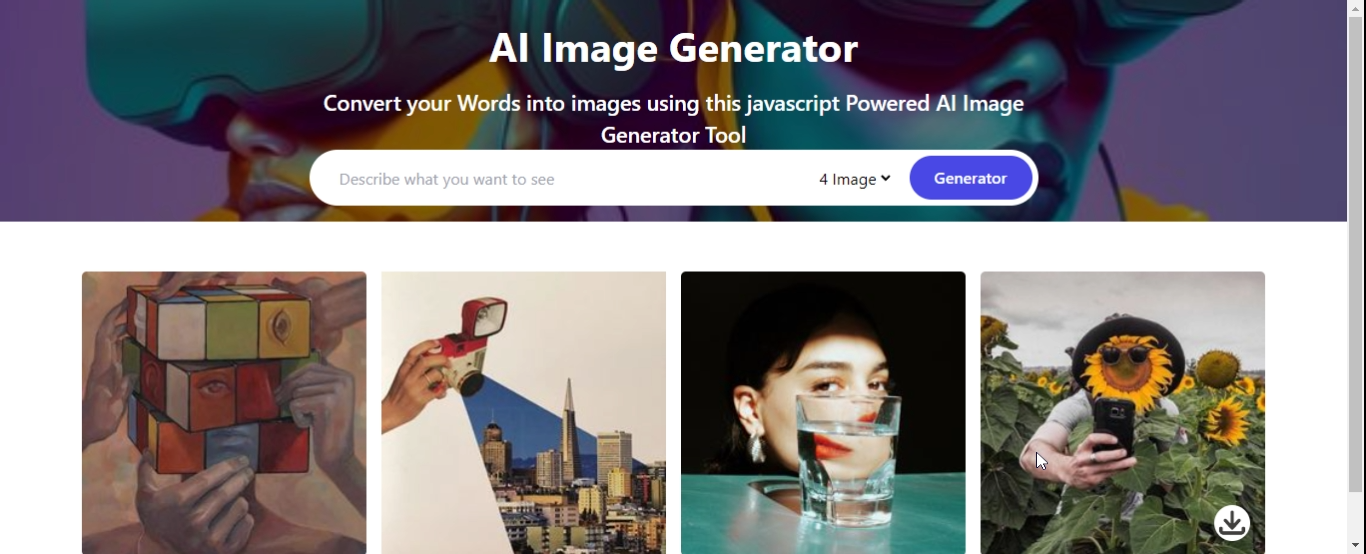 AI Image Generator
Convert your Words into images using this javascript Powered AI Image
Generator Tool
Describe what you want to see
4 Image
Generator